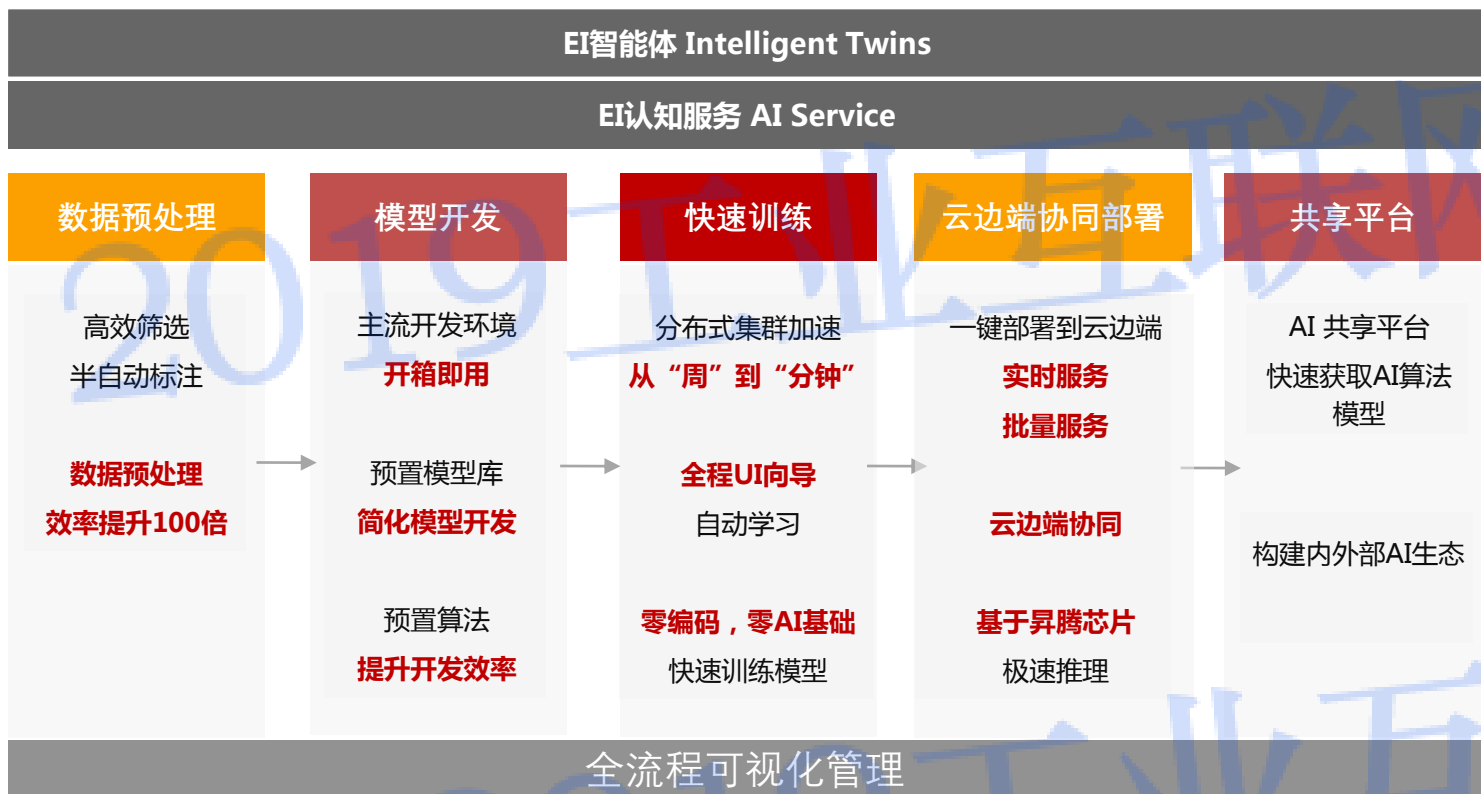 EI智能体 Intelligent Twins
EI认知服务 AI Service
数据预处理
高效筛选
半自动标注
数据预处理
效率提升100倍
模型开发
主流开发环境
开箱即用
预置模型库
简化模型开发
预置算法
提升开发效率
快速训练
分布式集群加速
从“周”到“分钟”
全程UI向导
自动学习
零编码，零AI基础
快速训练模型
云边端协同部署
一键部署到云边端
实时服务
批量服务
云边端协同
基于昇腾芯片
极速推理
共享平台
AI 共享平台
快速获取AI算法
模型
构建内外部AI生态
全流程可视化管理
2019工业互联网